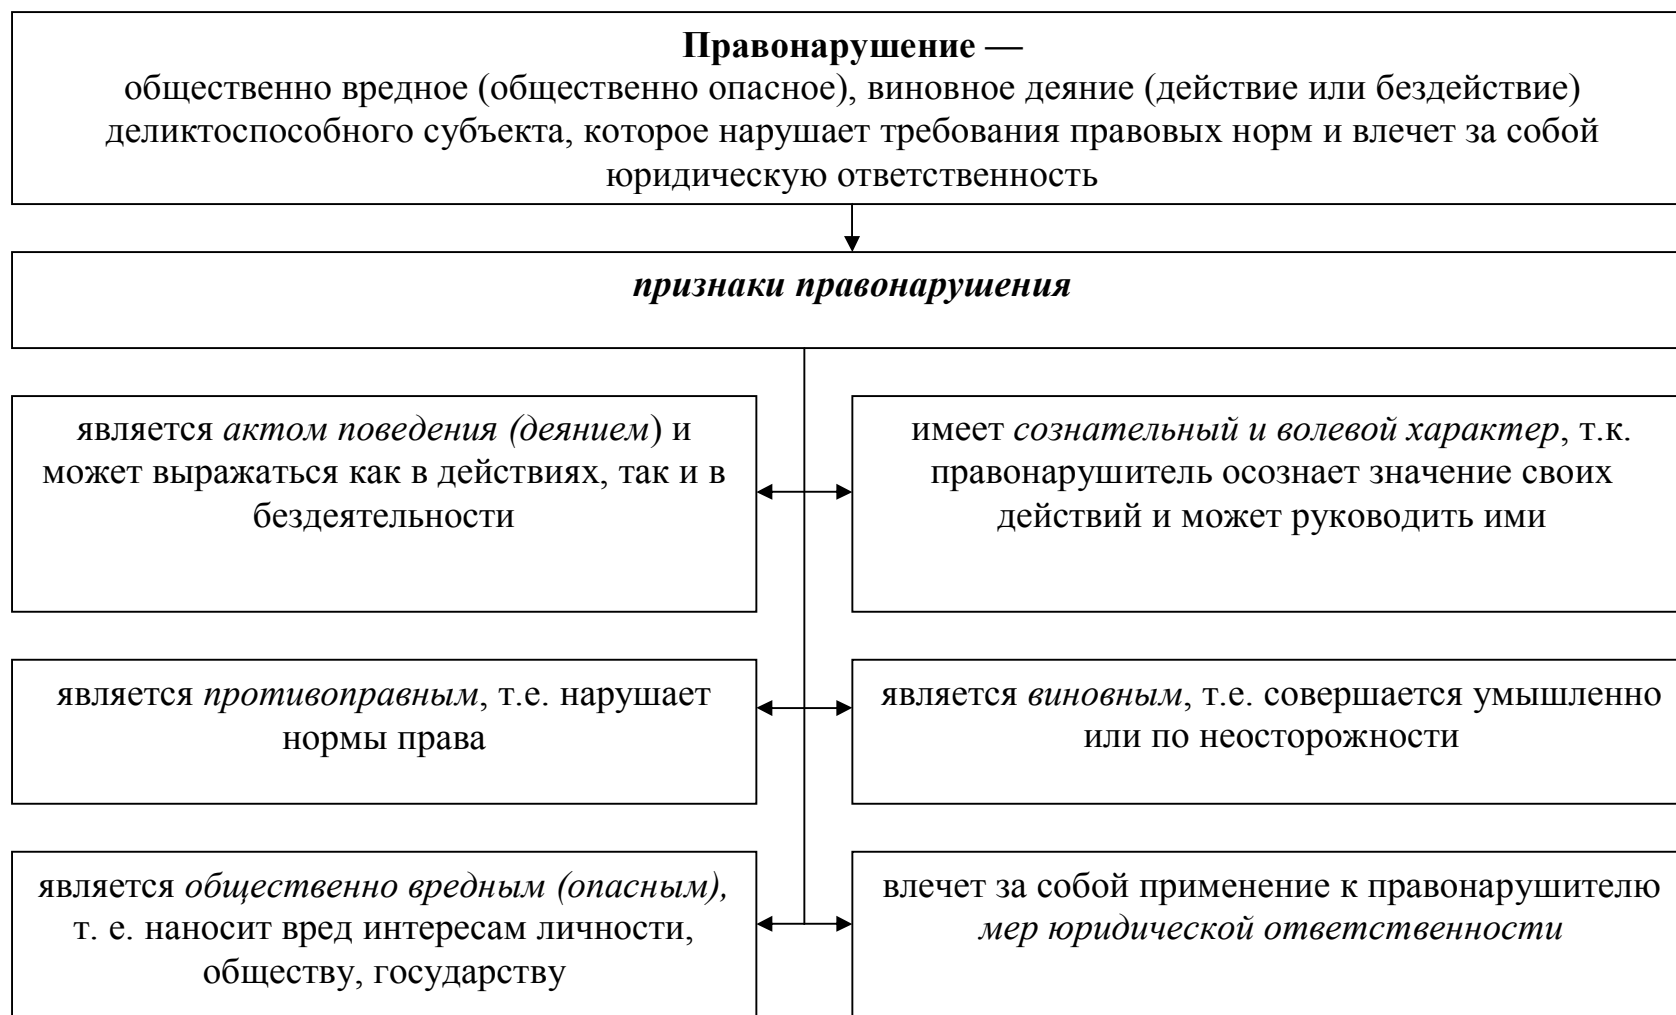 Правонарушение —
общественно вредное (общественно опасное), виновное деяние (действие или бездействие)
деликтоспособного субъекта, которое нарушает требования правовых норм и влечет за собой
юридическую ответственность
признаки правонарушения
является актом поведения (деянием) и
может выражаться как в действиях, так и в
бездеятельности
имеет сознательный и волевой характер, т.к.
правонарушитель осознает значение своих
действий и может руководить ими
является противоправным, т.е. нарушает
нормы права
является виновным, т.е. совершается умышленно
или по неосторожности
является общественно вредным (опасным),
т. е. наносит вред интересам личности,
обществу, государству
влечет за собой применение к правонарушителю
мер юридической ответственности